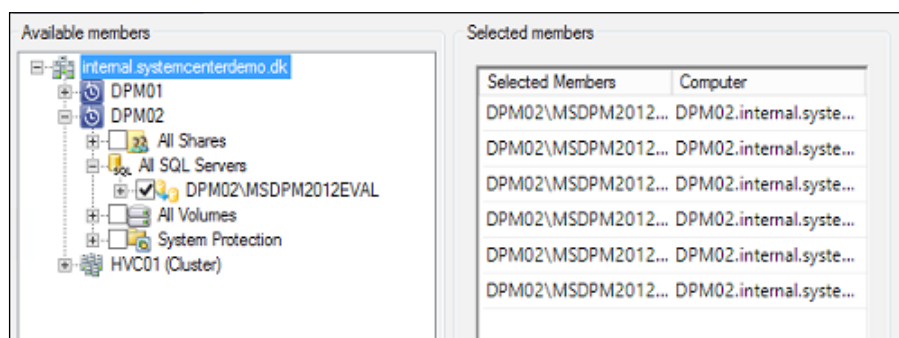 Available members
internal.systemcenterdemo.dk
DPM01
DPM02
All Shares
All SQL Servers
DPM02\MSDPM2012EVAL
All Volumes
System Protection
HVC01 (Cluster)
Selected members
Selected Members Computer
DPM02\MSDPM2012... DPM02.internal.syste...
DPM02\MSDPM2012... DPM02.internal.syste...
DPM02\MSDPM2012... DPM02.internal.syste...
DPM02\MSDPM2012... DPM02.internal.syste...
DPM02\MSDPM2012... DPM02.internal.syste...
DPM02\MSDPM2012... DPM02.internal.syste...